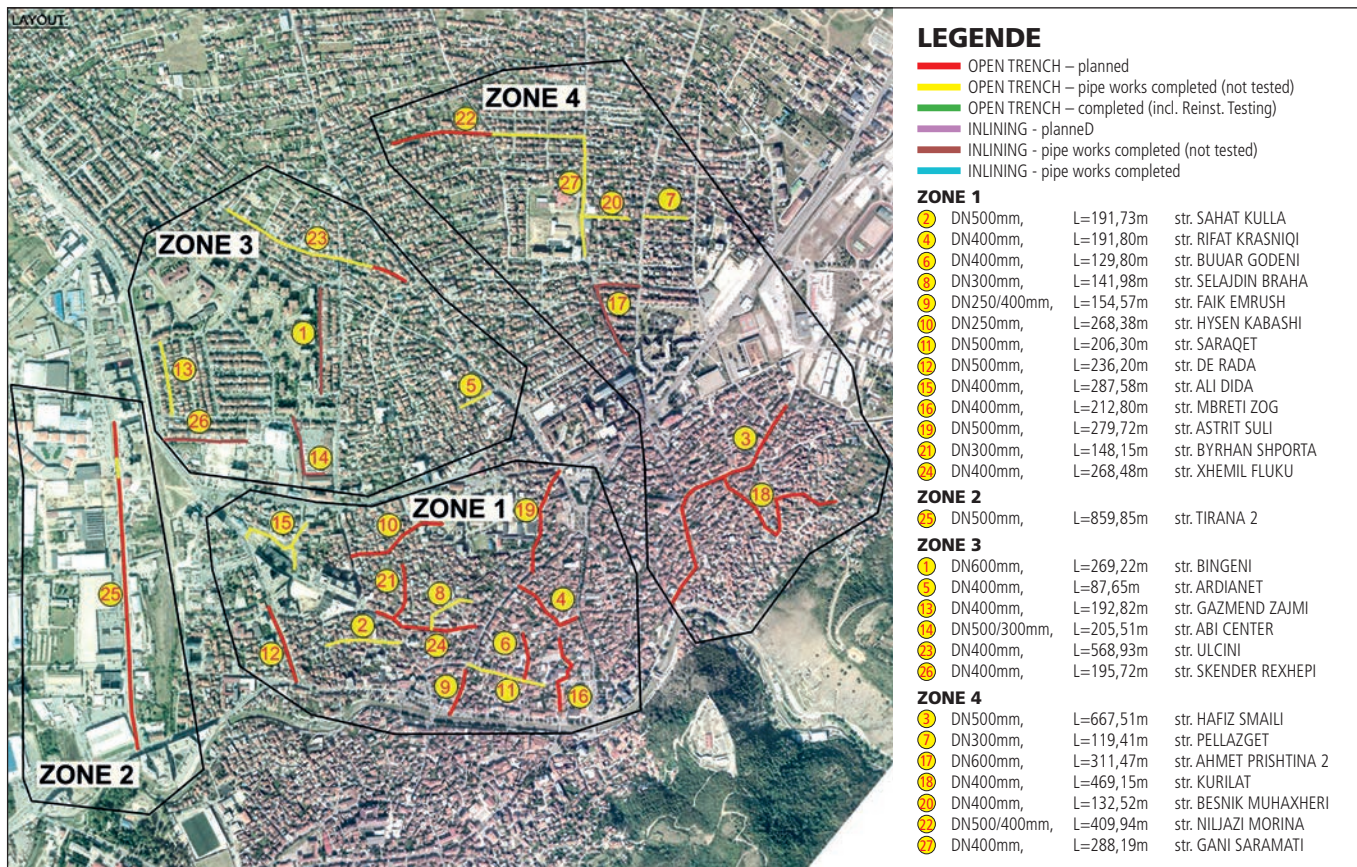 LAYOUT:
ZONE 4
22
27
20
7
ZONE 3
23
17
1
13
5
26
14
3
18
ZONE 1
19
15
10
21
8
4
2
24
6
12
9
11
16
25
ZONE 2
LEGENDE
OPEN TRENCH – planned
OPEN TRENCH – pipe works completed (not tested)
OPEN TRENCH – completed (incl. Reinst. Testing)
INLINING - planneD
INLINING - pipe works completed (not tested)
INLINING - pipe works completed
ZONE 1
2 DN500mm, L=191,73m str. SAHAT KULLA
4 DN400mm, L=191,80m str. RIFAT KRASNIQI
6 DN400mm, L=129,80m str. BUUAR GODENI
8 DN300mm, L=141,98m str. SELAJDIN BRAHA
9 DN250/400mm, L=154,57m str. FAIK EMRUSH
10 DN250mm, L=268,38m str. HYSEN KABASHI
11 DN500mm, L=206,30m str. SARAQET
12 DN500mm, L=236,20m str. DE RADA
15 DN400mm, L=287,58m str. ALI DIDA
16 DN400mm, L=212,80m str. MBRETI ZOG
19 DN500mm, L=279,72m str. ASTRIT SULI
21 DN300mm, L=148,15m str. BYRHAN SHPORTA
24 DN400mm, L=268,48m str. XHEMIL FLUKU
ZONE 2
25 DN500mm, L=859,85m str. TIRANA 2
ZONE 3
1 DN600mm, L=269,22m str. BINGENI
5 DN400mm, L=87,65m str. ARDIANET
13 DN400mm, L=192,82m str. GAZMEND ZAJMI
14 DN500/300mm, L=205,51m str. ABI CENTER
23 DN400mm, L=568,93m str. ULCINI
26 DN400mm, L=195,72m str. SKENDER REXHEPI
ZONE 4
3 DN500mm, L=667,51m str. HAFIZ SMAILI
7 DN300mm, L=119,41m str. PELLAZGET
17 DN600mm, L=311,47m str. AHMET PRISHTINA 2
18 DN400mm, L=469,15m str. KURILAT
20 DN400mm, L=132,52m str. BESNIK MUHAXHERI
22 DN500/400mm, L=409,94m str. NILJAZI MORINA
27 DN400mm, L=288,19m str. GANI SARAMATI